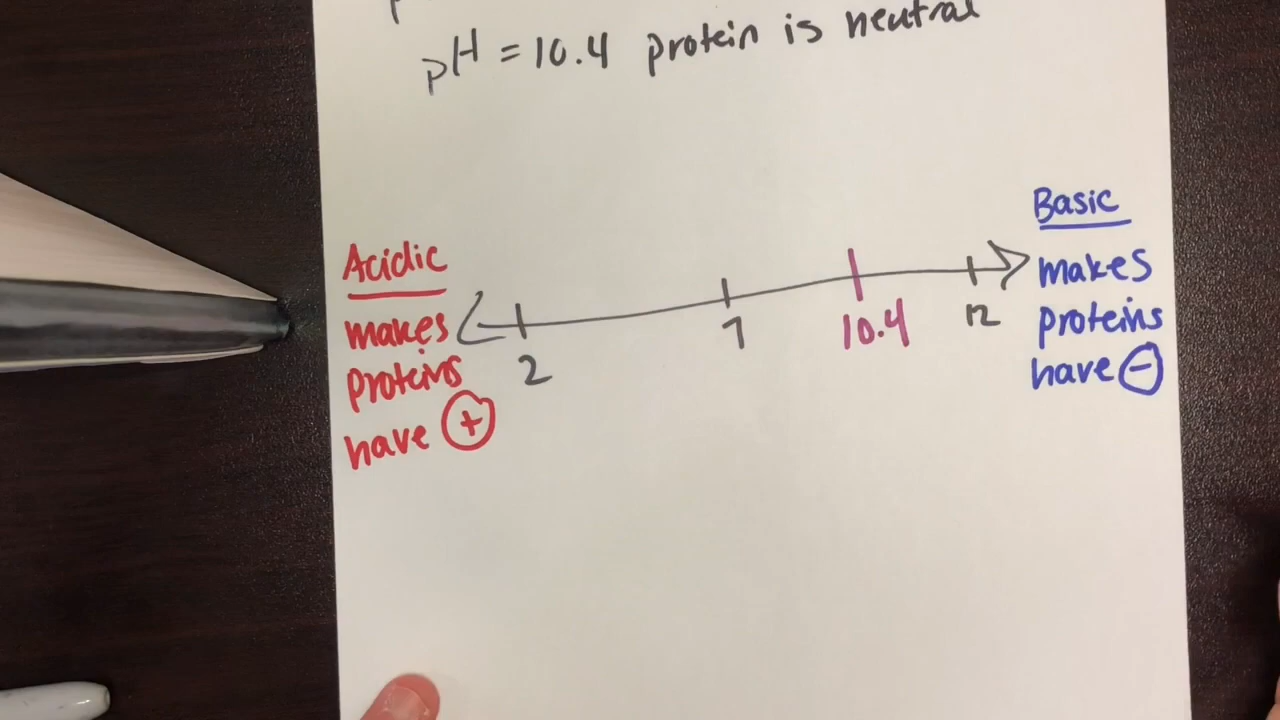 pH = 10.4 protein is neutral
Acidic
makes
proteins
have +
2
7
10.4
12
Basic
makes
proteins
have -